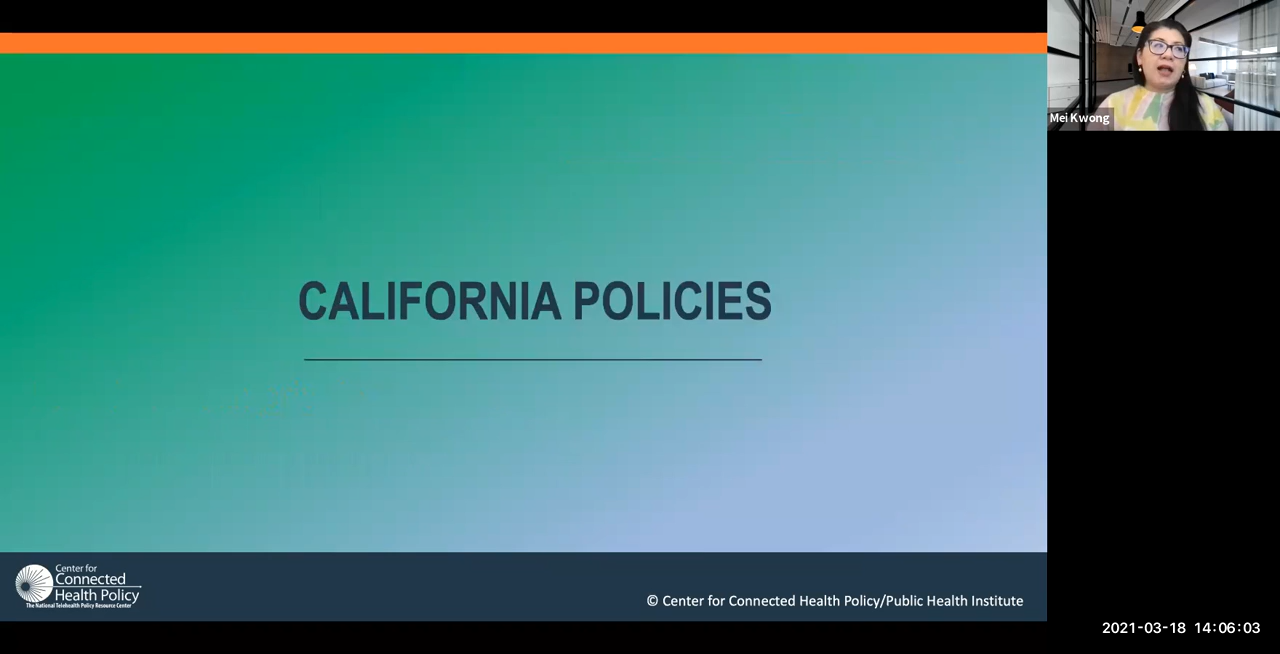 Mei Kwong
CALIFORNIA POLICIES
Center for
Connected
Health Policy
The National Telehealth Policy Resource Center
© Center for Connected Health Policy/Public Health Institute
2021-03-18 14:06:03